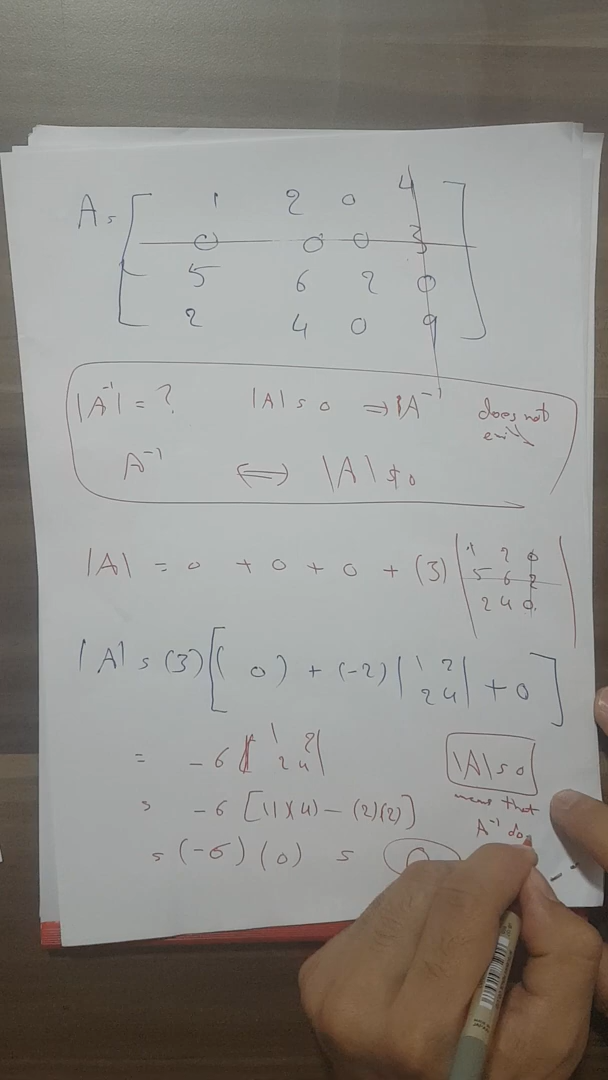 A = [ 1 2 0 4
0 0 0 3
5 6 2 0
2 4 0 9 ]
|A⁻¹| = ? |A| = 0 ⇒ |A⁻¹ does not
A⁻¹ ⟺ |A| ≠ 0
|A| = 0 + 0 + 0 + (3) | 1 2 0
5 6 2
2 4 0 |
|A| = (3) [ ( 0) + (-2) | 1 2
2 4 | + 0 ]
= -6 | 1 2
2 4 |
= -6 [(1)(4) - (2)(2)]
= (-6) (0) = 0
|A| = 0
means that
A⁻¹ do